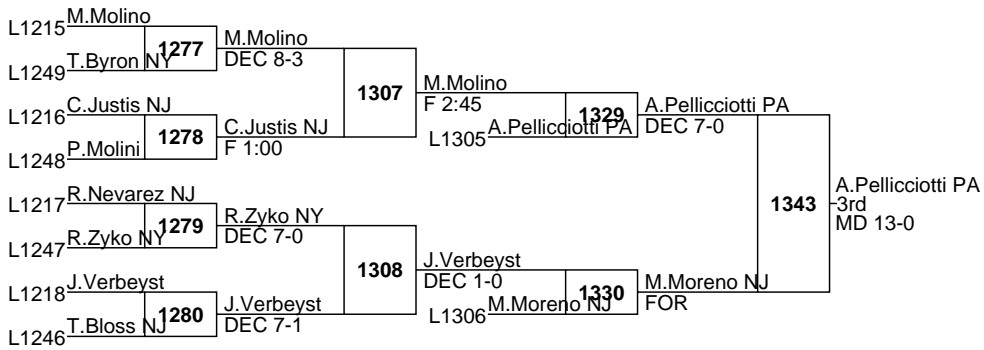 L1215 M.Molino
1277
M.Molino
DEC 8-3
L1249 T.Byron NY
1307
M.Molino
F 2:45
L1216 C.Justis NJ
1278
C.Justis NJ
F 1:00
L1248 P.Molini
L1305 A.Pellicciotti PA
1329
A.Pellicciotti PA
DEC 7-0
L1217 R.Nevarez NJ
1279
R.Zyko NY
DEC 7-0
L1247 R.Zyko NY
1343
A.Pellicciotti PA
3rd
MD 13-0
1308
J.Verbeyst
DEC 1-0
L1218 J.Verbeyst
1280
J.Verbeyst
DEC 7-1
L1246 T.Bloss NJ
L1306 M.Moreno NJ
1330
M.Moreno NJ
FOR